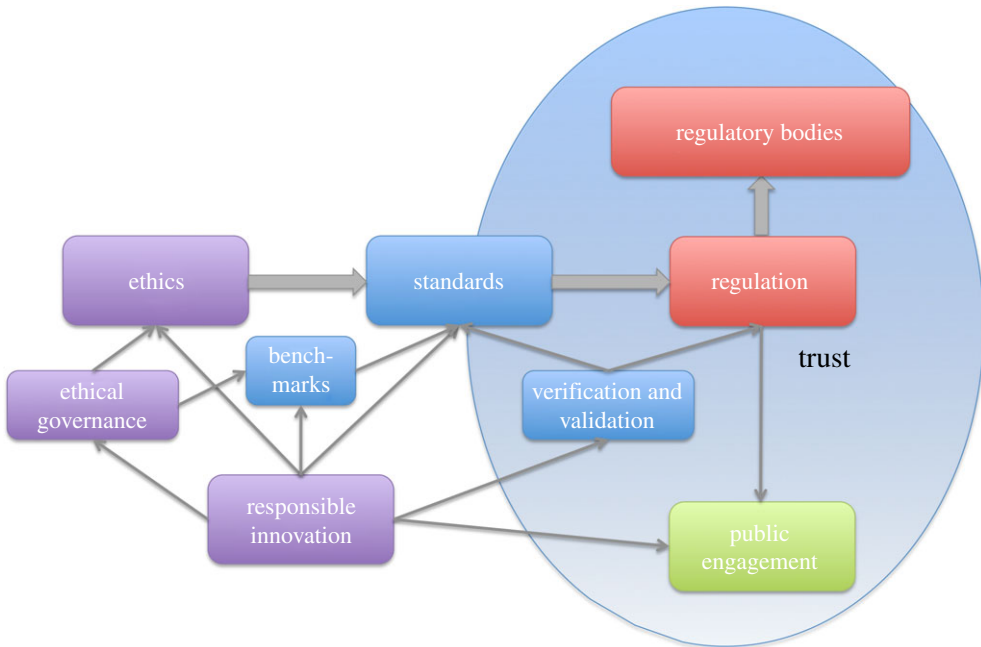 regulatory bodies
ethics
standards
regulation
bench-
marks
trust
ethical
governance
verification and
validation
responsible
innovation
public
engagement